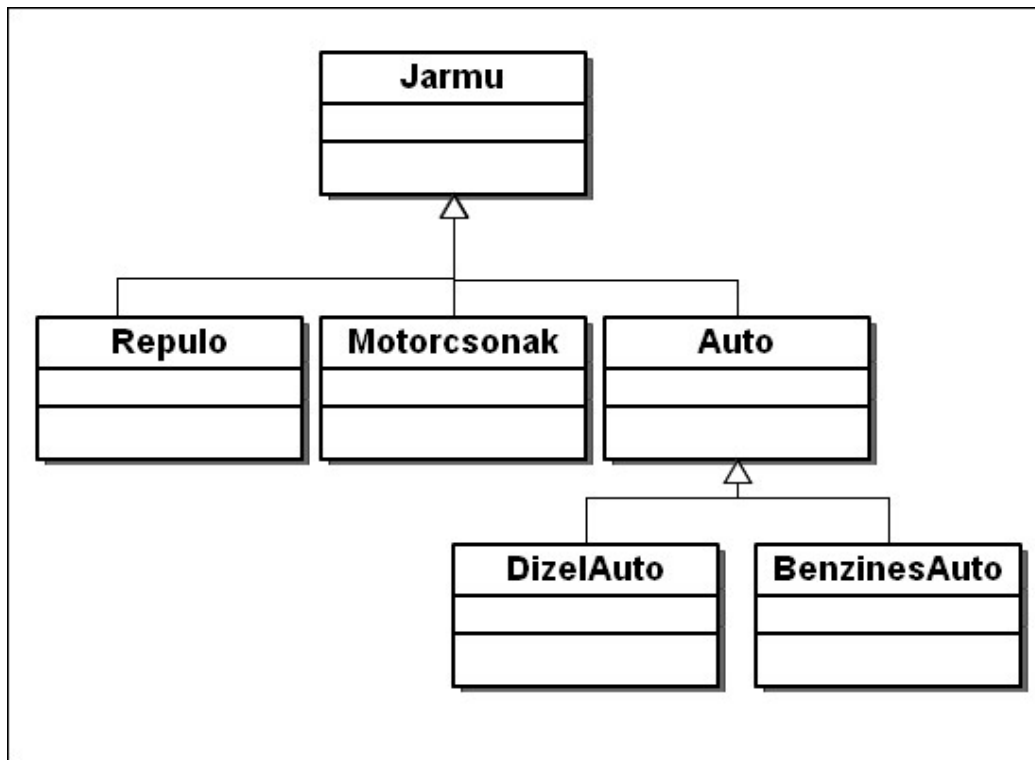 Jarmu
Repulo
Motorcsonak
Auto
DizelAuto
BenzinesAuto